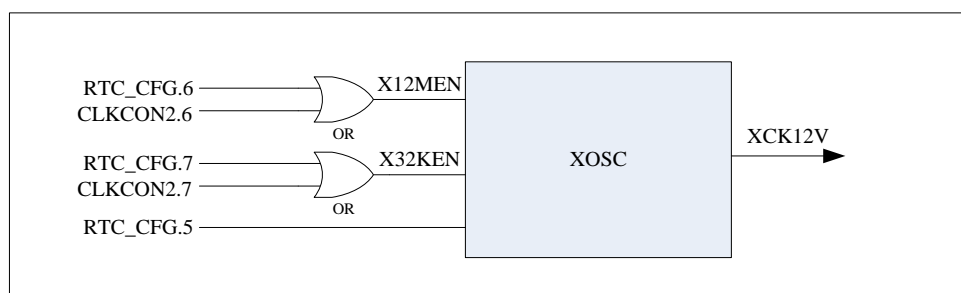 RTC_CFG.6
CLKCON2.6
OR
X12MEN
RTC_CFG.7
CLKCON2.7
OR
X32KEN
RTC_CFG.5
XOSC
XCK12V